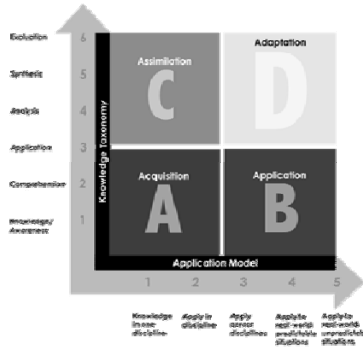 Evaluation
6
Synthesis
5
Analysis
4
Application
3
Comprehension
2
Knowledge/
Awareness
1
Knowledge Taxonomy
Assimilation
C
Adaptation
D
Acquisition
A
Application
B
Application Model
1 2 3 4 5
Knowledge
in one
discipline
Apply in
discipline
Apply
across
disciplines
Apply to
real-world
predictable
situations
Apply to
real-world
unpredictable
situations